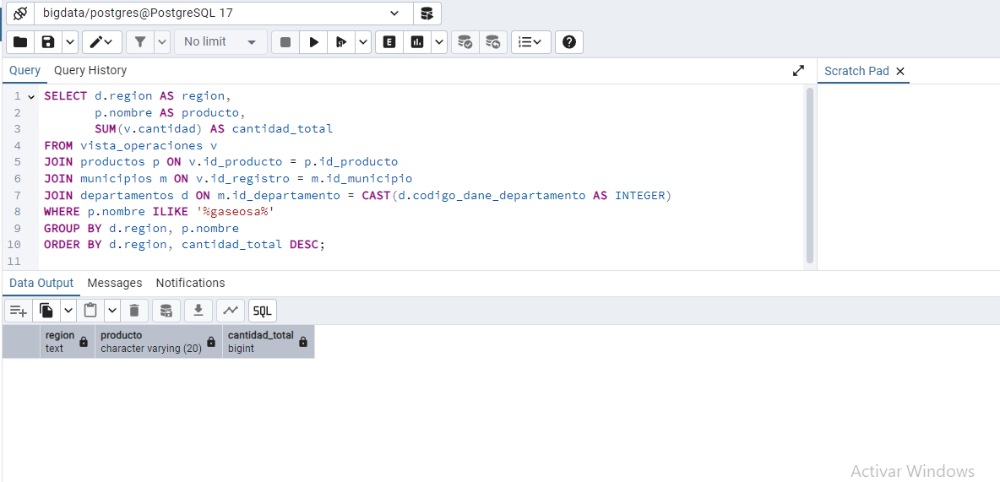 bigdata/postgres@PostgreSQL 17
No limit
Query Query History
Scratch Pad
1 SELECT d.region AS region,
2 p.nombre AS producto,
3 SUM(v.cantidad) AS cantidad_total
4 FROM vista_operaciones v
5 JOIN productos p ON v.id_producto = p.id_producto
6 JOIN municipios m ON v.id_registro = m.id_municipio
7 JOIN departamentos d ON m.id_departamento = CAST(d.codigo_dane_departamento AS INTEGER)
8 WHERE p.nombre ILIKE '%gaseosa%'
9 GROUP BY d.region, p.nombre
10 ORDER BY d.region, cantidad_total DESC;
11
Data Output Messages Notifications
SQL
region producto cantidad_total
text character varying (20) bigint
Activar Windows